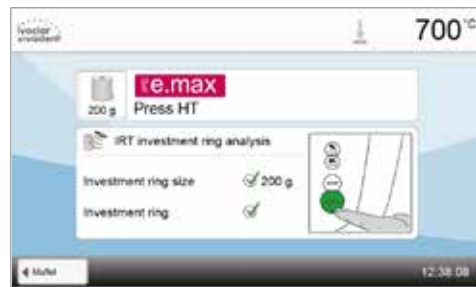 ivoclar
vivadent
700°C
200 g
e.max
Press HT
IRT investment ring analysis
Investment ring size 200 g
Investment ring
12:38:08